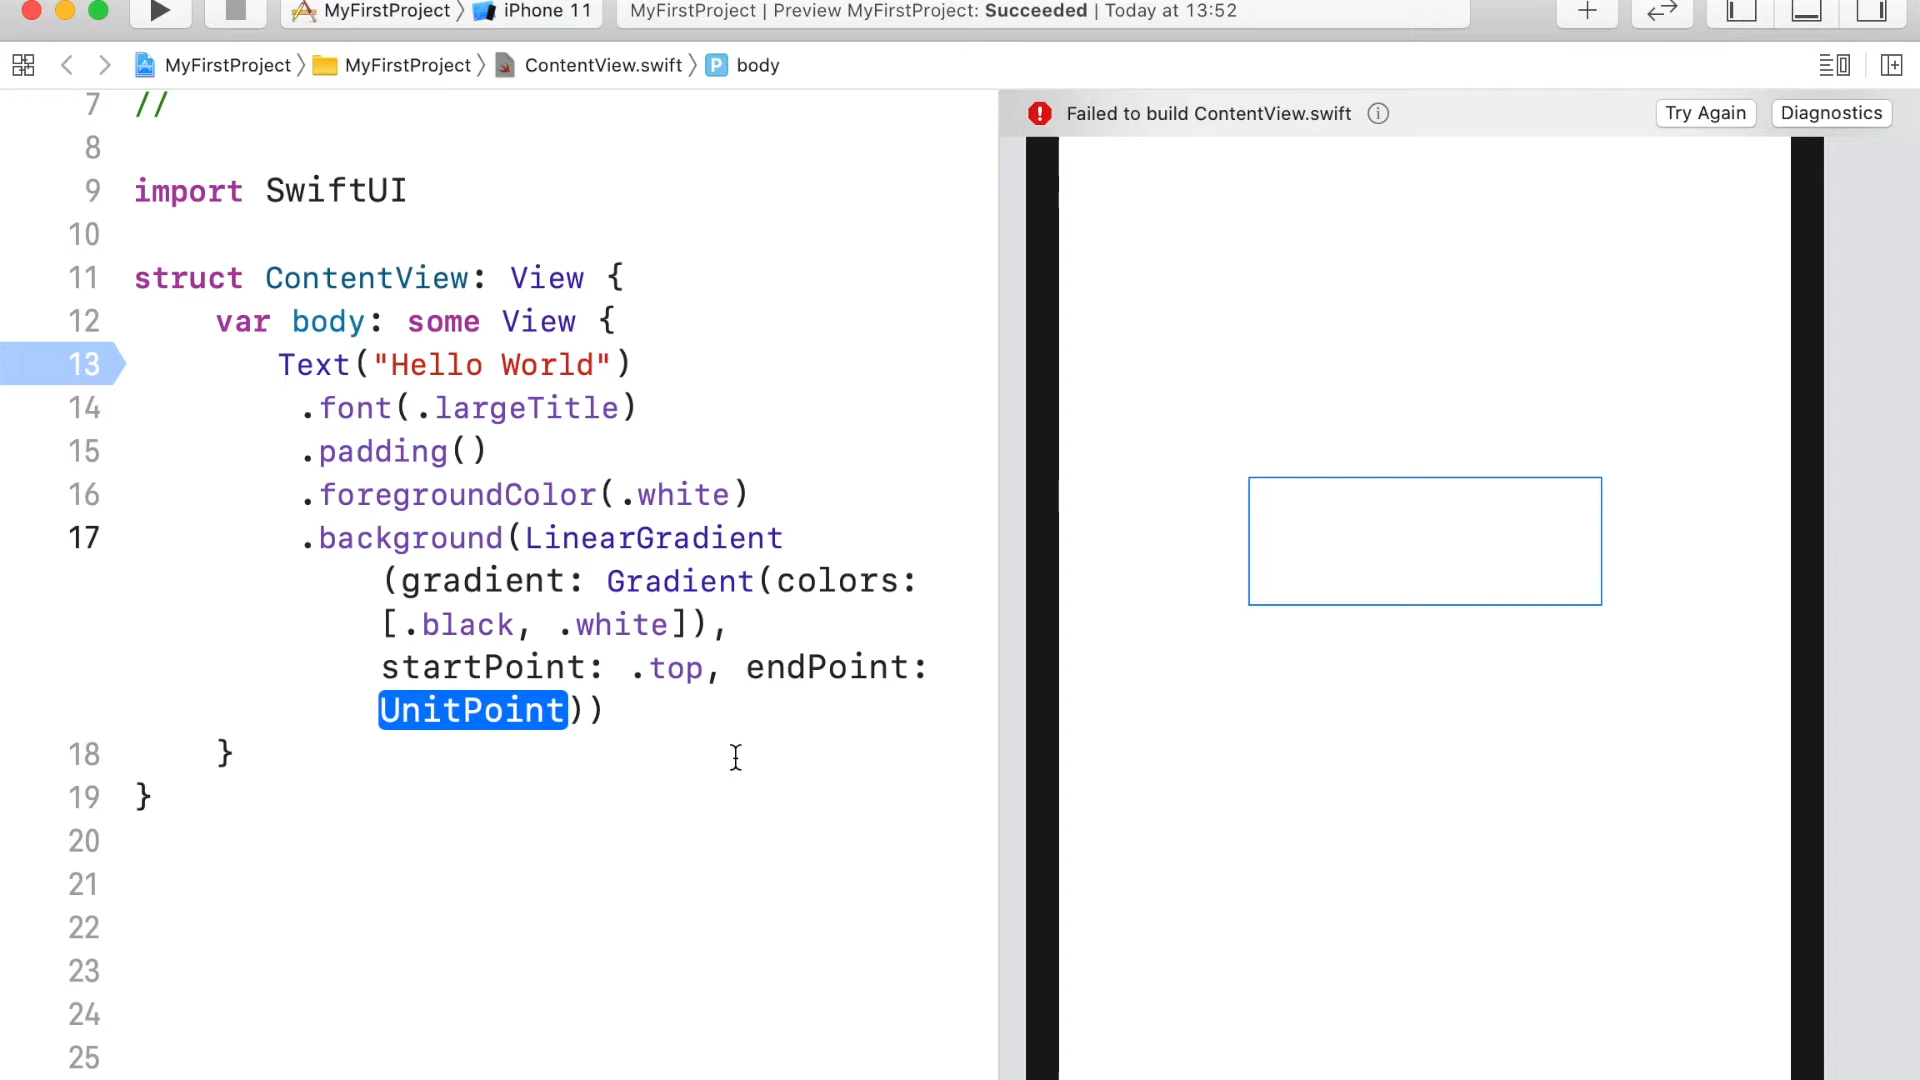 MyFirstProject 〉 iPhone 11
MyFirstProject | Preview MyFirstProject: Succeeded | Today at 13:52
MyFirstProject 〉 MyFirstProject 〉 ContentView.swift 〉 P body
Failed to build ContentView.swift
Try Again
Diagnostics
7 //
8
9 import SwiftUI
10
11 struct ContentView: View {
12 var body: some View {
13 Text("Hello World")
14 .font(.largeTitle)
15 .padding()
16 .foregroundColor(.white)
17 .background(LinearGradient
(gradient: Gradient(colors:
[.black, .white]),
startPoint: .top, endPoint:
UnitPoint))
18 }
19 }
20
21
22
23
24
25